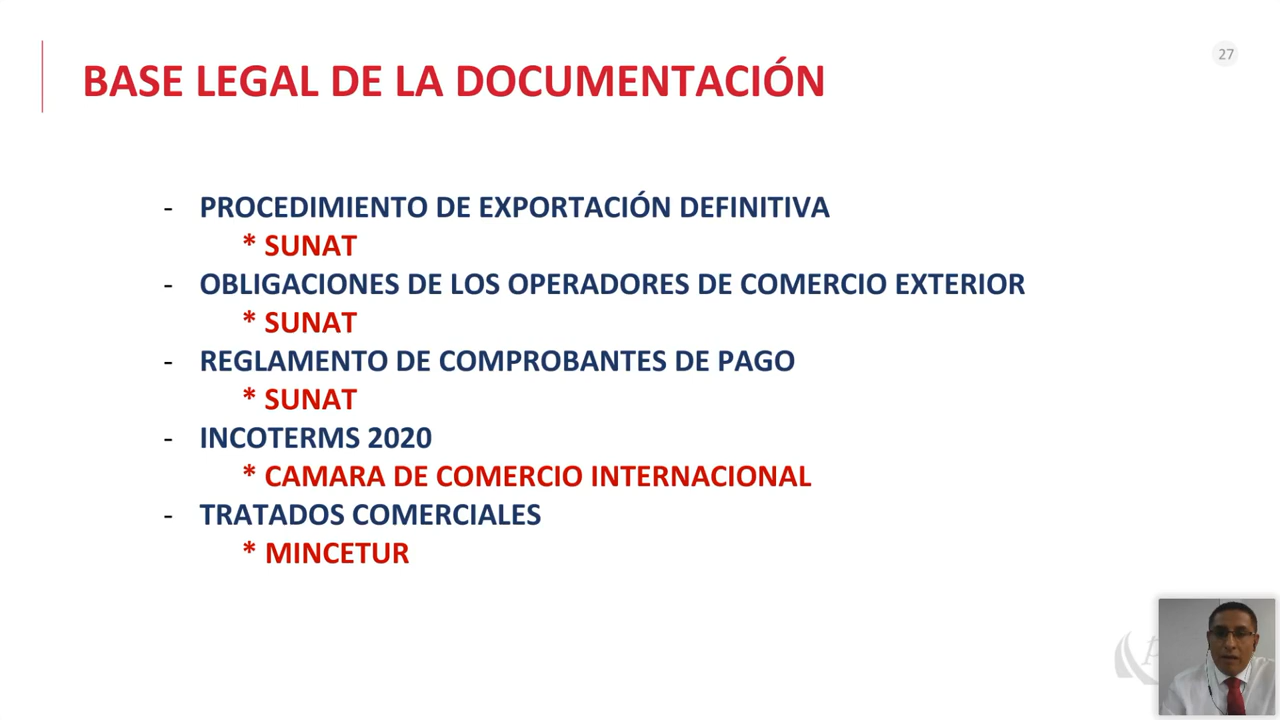 27
BASE LEGAL DE LA DOCUMENTACIÓN
- PROCEDIMIENTO DE EXPORTACIÓN DEFINITIVA
* SUNAT
- OBLIGACIONES DE LOS OPERADORES DE COMERCIO EXTERIOR
* SUNAT
- REGLAMENTO DE COMPROBANTES DE PAGO
* SUNAT
- INCOTERMS 2020
* CAMARA DE COMERCIO INTERNACIONAL
- TRATADOS COMERCIALES
* MINCETUR